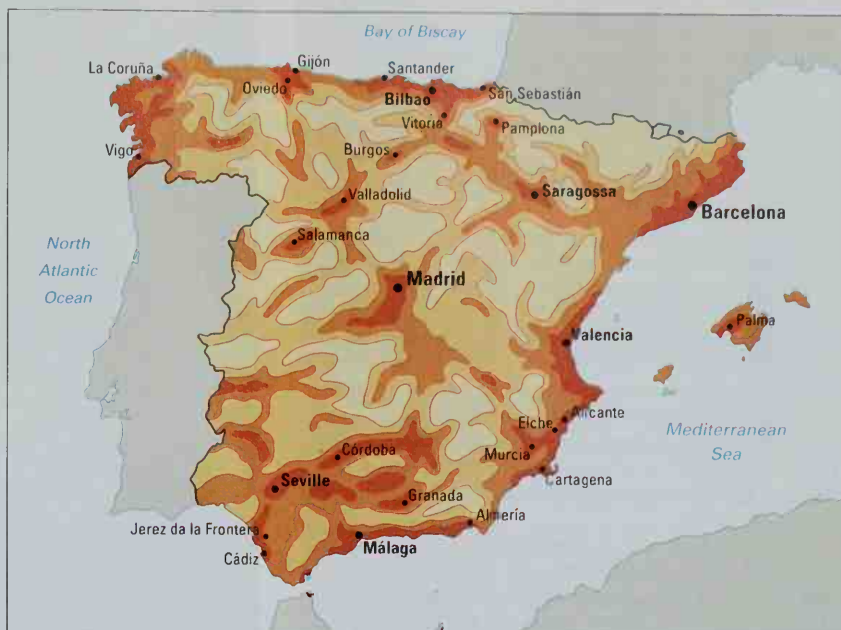 Bay of Biscay
La Coruña
Gijón
Santander
Oviedo
Bilbao
San Sebastián
Vitoria
Pamplona
Vigo
Burgos
Valladolid
Saragossa
Barcelona
Salamanca
North
Atlantic
Ocean
Madrid
Palma
Valencia
Alicante
Elche
Mediterranean
Sea
Murcia
Córdoba
Cartagena
Seville
Granada
Almería
Jerez da la Frontera
Málaga
Cádiz